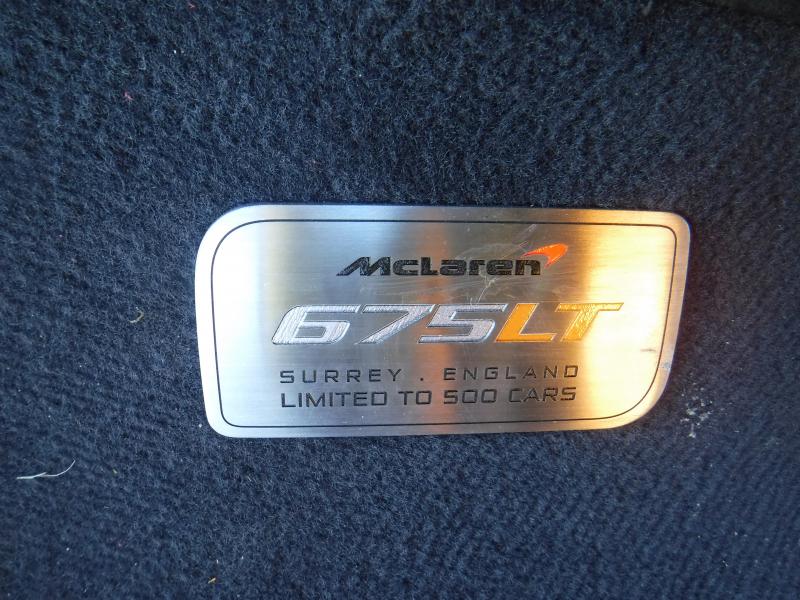 McLaren
675LT
SURREY . ENGLAND
LIMITED TO 500 CARS